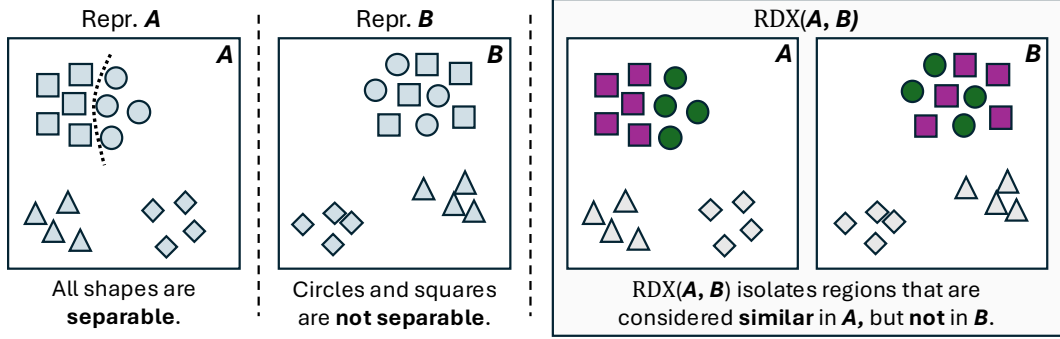 Repr. A
Repr. B
RDX(A, B)
A
B
A
B
All shapes are
separable.
Circles and squares
are not separable.
RDX(A, B) isolates regions that are
considered similar in A, but not in B.